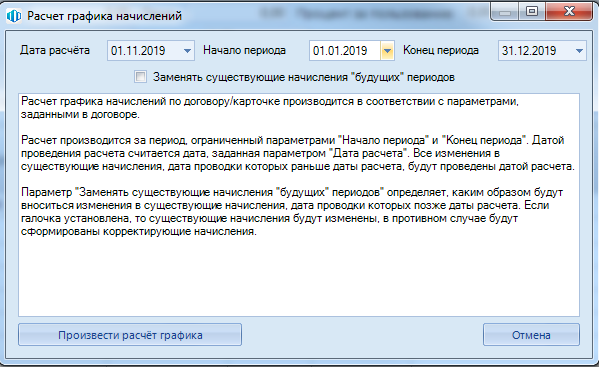 Расчет графика начислений
Дата расчёта 01.11.2019 Начало периода 01.01.2019 Конец периода 31.12.2019
Заменять существующие начисления "будущих" периодов
Расчет графика начислений по договору/карточке производится в соответствии с параметрами,
заданными в договоре.
Расчет производится за период, ограниченный параметрами "Начало периода" и "Конец периода". Датой
проведения расчета считается дата, заданная параметром "Дата расчета". Все изменения в
существующие начисления, дата проводки которых раньше даты расчета, будут проведены датой расчета.
Параметр "Заменять существующие начисления "будущих" периодов" определяет, каким образом будут
вноситься изменения в существующие начисления, дата проводки которых позже даты расчета. Если
галочка установлена, то существующие начисления будут изменены, в противном случае будут
сформированы корректирующие начисления.
Произвести расчёт графика Отмена